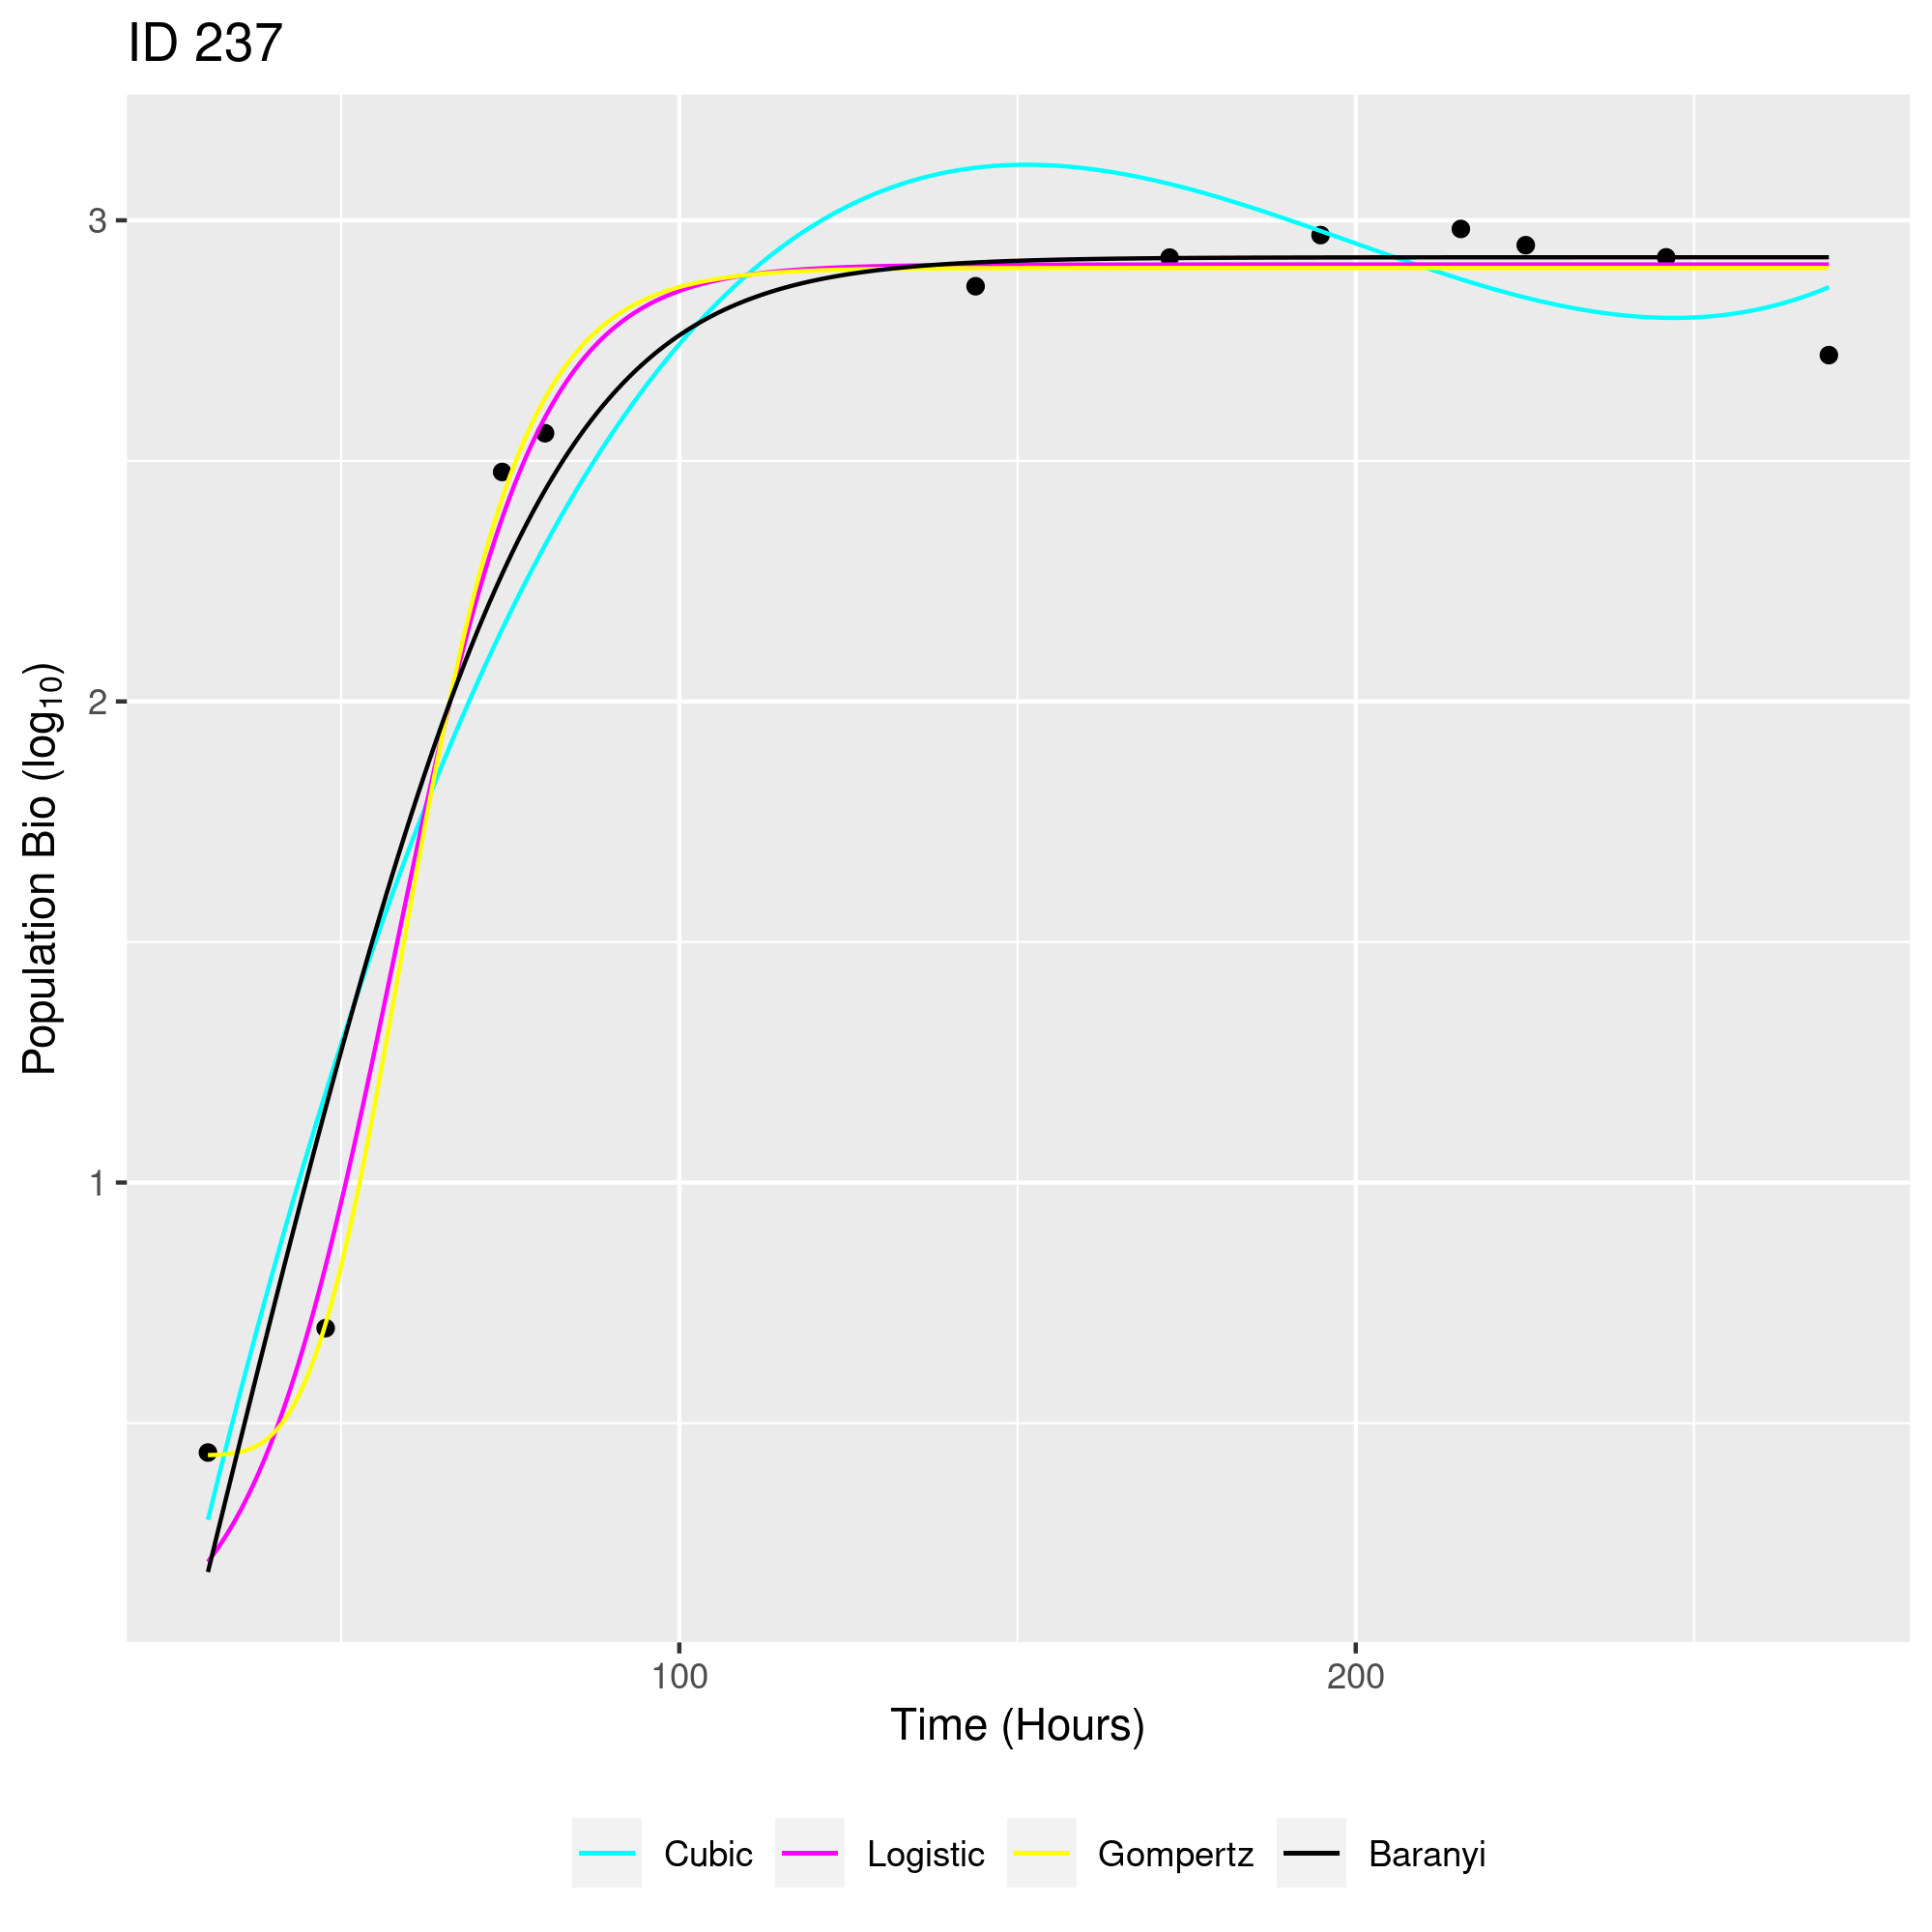 ID 237
Population Bio (log₁₀)
3
2
1
100 200
Time (Hours)
Cubic Logistic Gompertz Baranyi